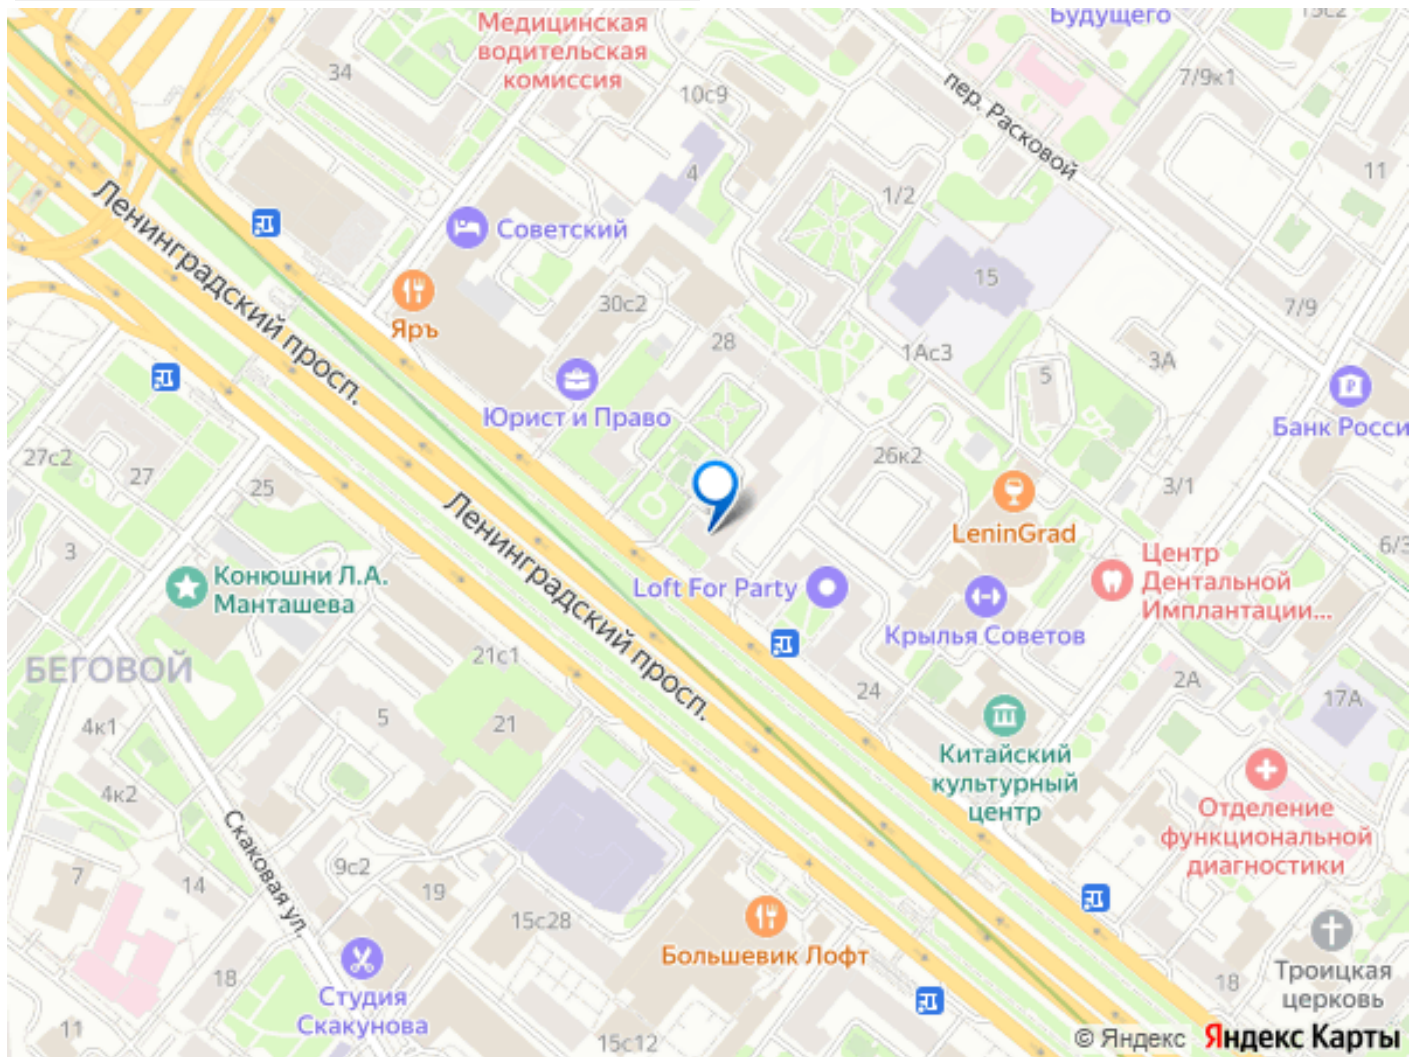 Медицинская
водительская
комиссия
Будущего
15с2
34
10с9
7/9к1
пер. Расковой
4
11
1/2
Ленинградский просп.
Советский
15
30с2
7/9
Яръ
28
1Ас3
3А
5
Юрист и Право
Банк Росси
27с2
27
25
26к2
3/1
LeninGrad
Ленинградский просп.
6/3
3
Конюшни Л.А.
Манташева
Центр
Дентальной
Имплантации...
Loft For Party
Крылья Советов
БЕГОВОЙ
21с1
24
2А
17А
4к1
5
21
Китайский
культурный
центр
4к2
Скаковая ул.
Отделение
функциональной
диагностики
9с2
7
14
19
15с28
Большевик Лофт
18
Студия
Скакунова
18
Троицкая
церковь
11
15с12
© Яндекс Яндекс Карты